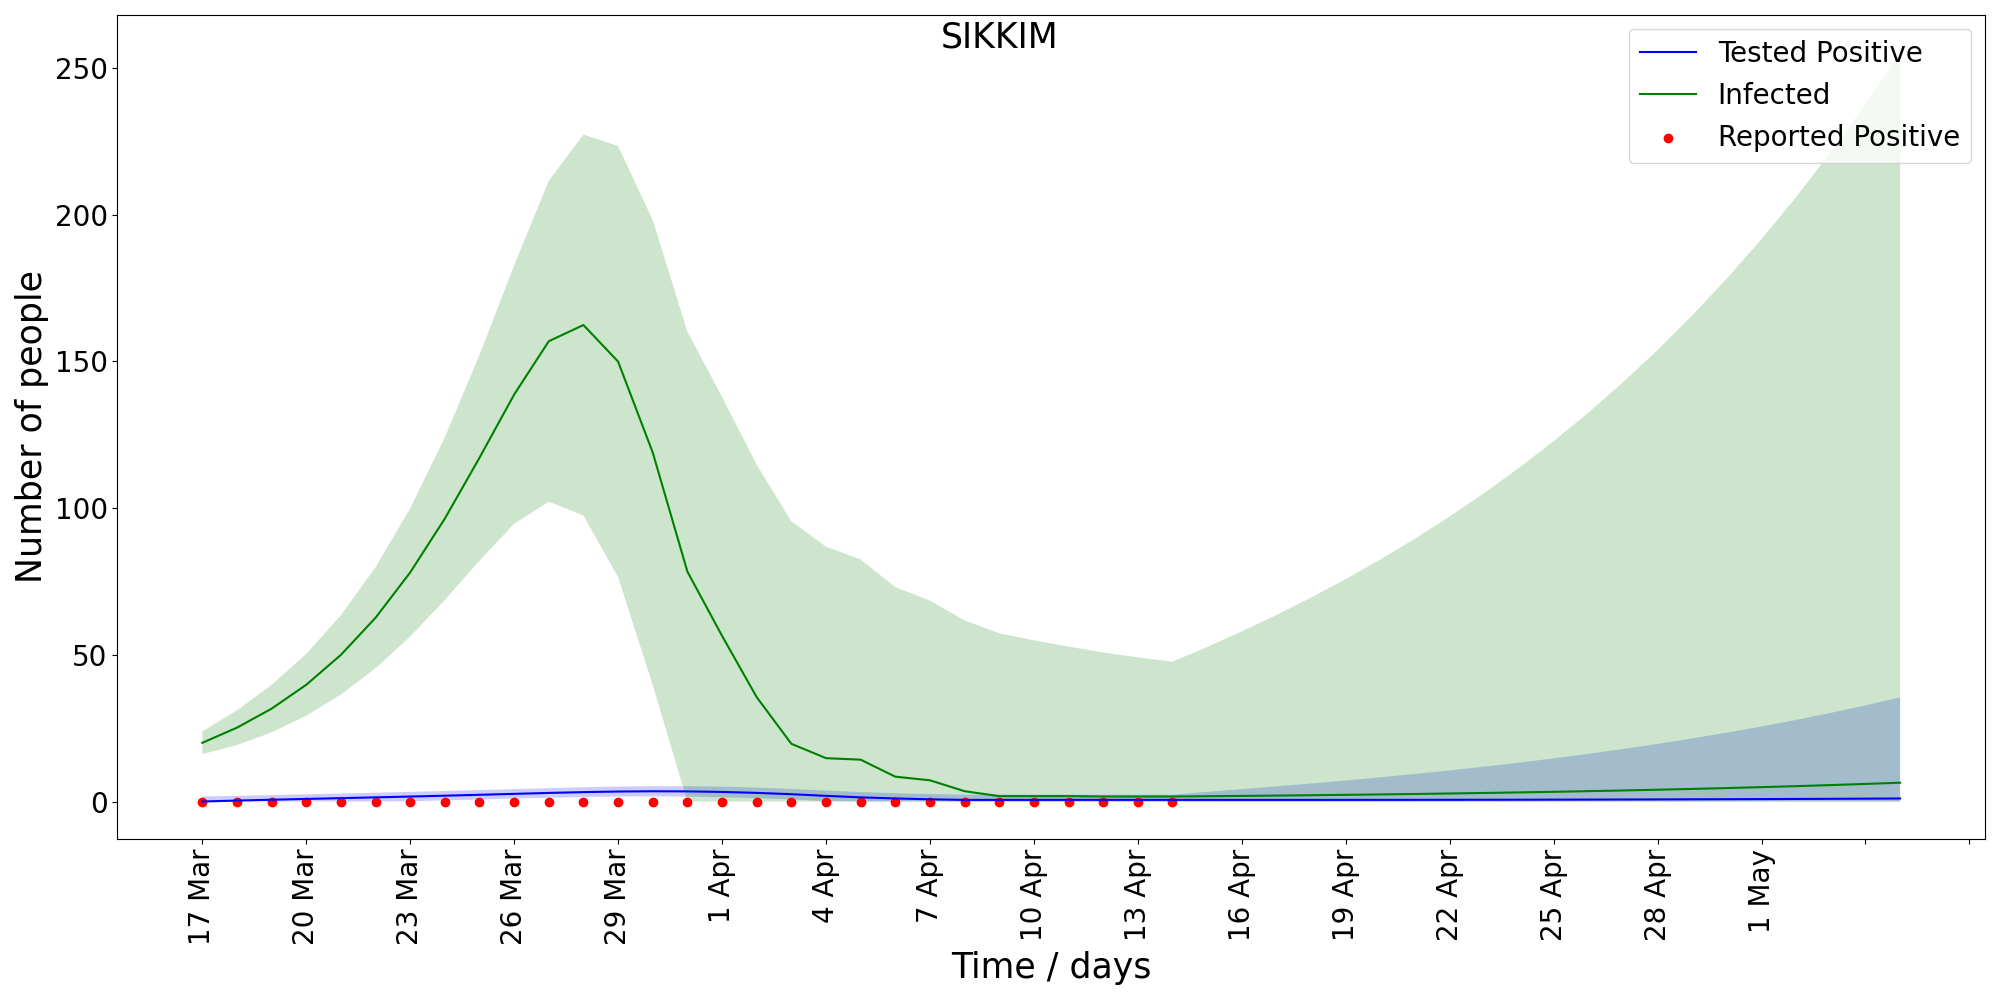 SIKKIM
Tested Positive
Infected
Reported Positive
Number of people
250
200
150
100
50
0
17 Mar
20 Mar
23 Mar
26 Mar
29 Mar
1 Apr
4 Apr
7 Apr
10 Apr
13 Apr
16 Apr
19 Apr
22 Apr
25 Apr
28 Apr
1 May
Time / days